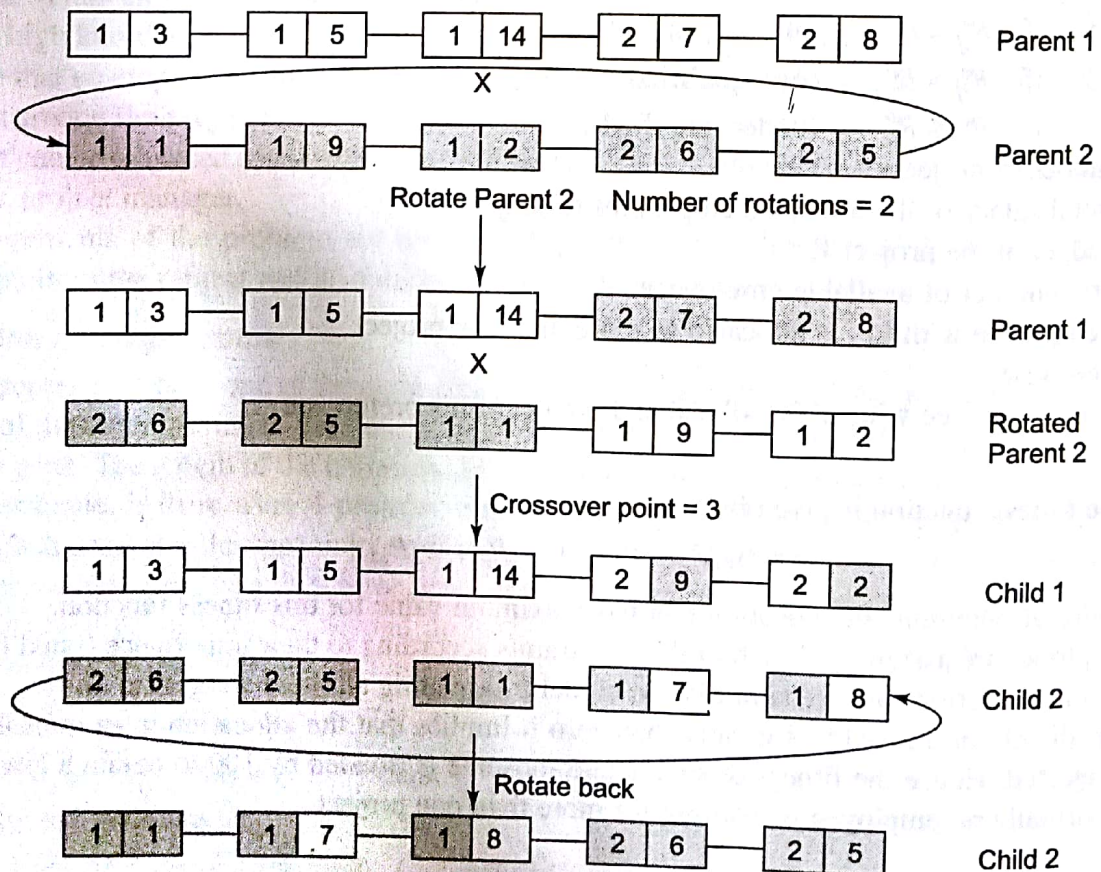 1 3 1 5 1 14 2 7 2 8 Parent 1
X
1 1 1 9 1 2 2 6 2 5 Parent 2
Rotate Parent 2 Number of rotations = 2
1 3 1 5 1 14 2 7 2 8 Parent 1
X
2 6 2 5 1 1 1 9 1 2 Rotated
Parent 2
Crossover point = 3
1 3 1 5 1 14 2 9 2 2 Child 1
2 6 2 5 1 1 1 7 1 8 Child 2
Rotate back
1 1 1 7 1 8 2 6 2 5 Child 2